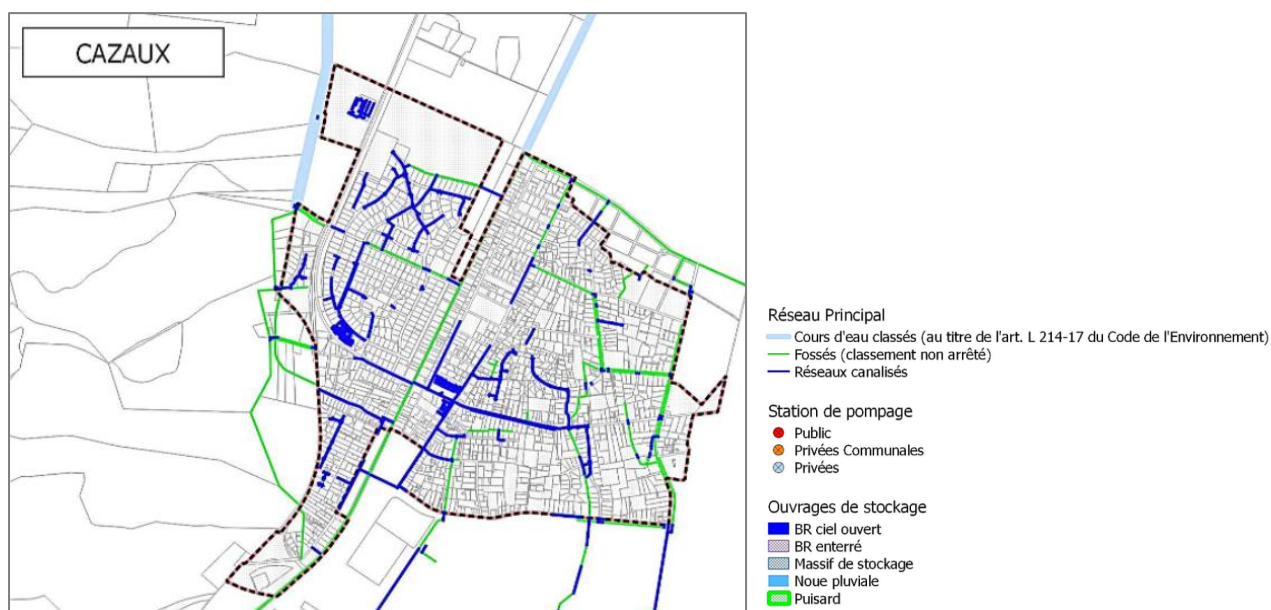 CAZAUX
Réseau Principal
Cours d'eau classés (au titre de l'art. L 214-17 du Code de l'Environnement)
Fossés (classement non arrêté)
Réseaux canalisés
Station de pompage
Public
Privées Communales
Privées
Ouvrages de stockage
BR ciel ouvert
BR enterré
Massif de stockage
Noue pluviale
Puisard